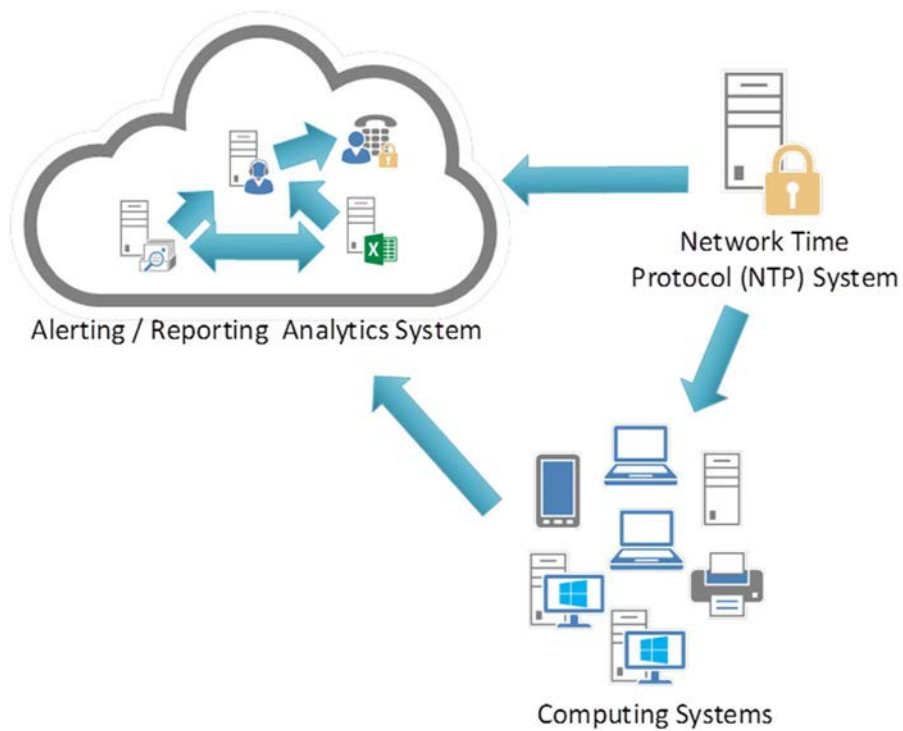 Network Time
Protocol (NTP) System
Alerting / Reporting Analytics System
X
Computing Systems